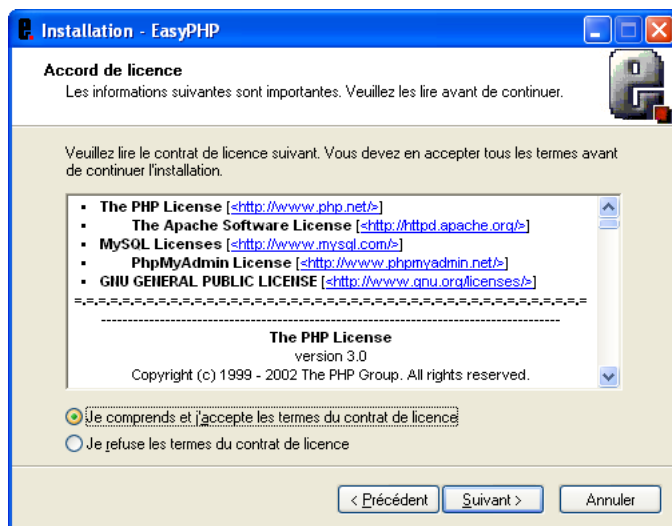 Installation - EasyPHP
Accord de licence
Les informations suivantes sont importantes. Veuillez les lire avant de continuer.
Veuillez lire le contrat de licence suivant. Vous devez en accepter tous les termes avant
de continuer l'installation.
▪ The PHP License [<http://www.php.net/>]
▪ The Apache Software License [<http://httpd.apache.org/>]
▪ MySQL Licenses [<http://www.mysql.com/>]
▪ PhpMyAdmin License [<http://www.phpmyadmin.net/>]
▪ GNU GENERAL PUBLIC LICENSE [<http://www.gnu.org/licenses/>]
=-=-=-=-=-=-=-=-=-=-=-=-=-=-=-=-=-=-=-=-=-=-=-=-=-=-=-=-=-=-=-=-=-=-=-=-=-=-=-=-=-=-=
--------------------------------------------------------------------------------------------
The PHP License
version 3.0
Copyright (c) 1999 - 2002 The PHP Group. All rights reserved.
Je comprends et j'accepte les termes du contrat de licence
Je refuse les termes du contrat de licence
< Précédent
Suivant >
Annuler